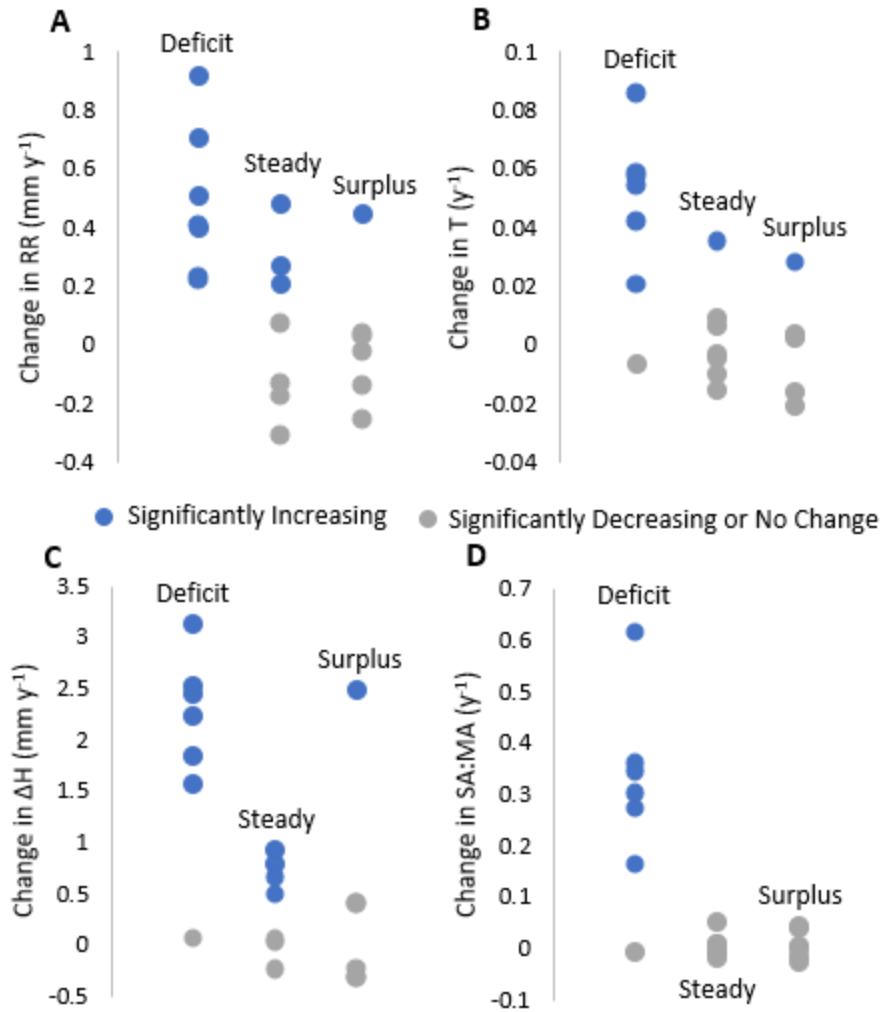 A
B
Deficit
Deficit
Steady
Surplus
Steady
Surplus
Change in RR (mm y⁻¹)
1
0.8
0.6
0.4
0.2
0
-0.2
-0.4
Change in T (y⁻¹)
0.1
0.08
0.06
0.04
0.02
0
-0.02
-0.04
Significantly Increasing
Significantly Decreasing or No Change
C
D
Deficit
Deficit
Surplus
Steady
Surplus
Steady
Change in ΔH (mm y⁻¹)
3.5
3
2.5
2
1.5
1
0.5
0
-0.5
Change in SA:MA (y⁻¹)
0.7
0.6
0.5
0.4
0.3
0.2
0.1
0
-0.1